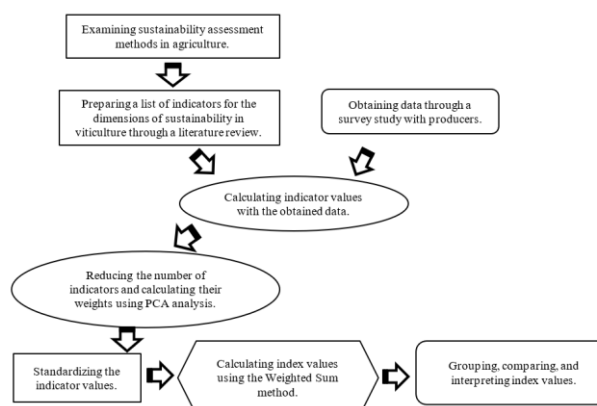 Examining sustainability assessment
methods in agriculture.
Preparing a list of indicators for the
dimensions of sustainability in
viticulture through a literature review.
Obtaining data through a
survey study with producers.
Calculating indicator values
with the obtained data.
Reducing the number of
indicators and calculating their
weights using PCA analysis.
Standardizing the
indicator values.
Calculating index values
using the Weighted Sum
method.
Grouping, comparing, and
interpreting index values.